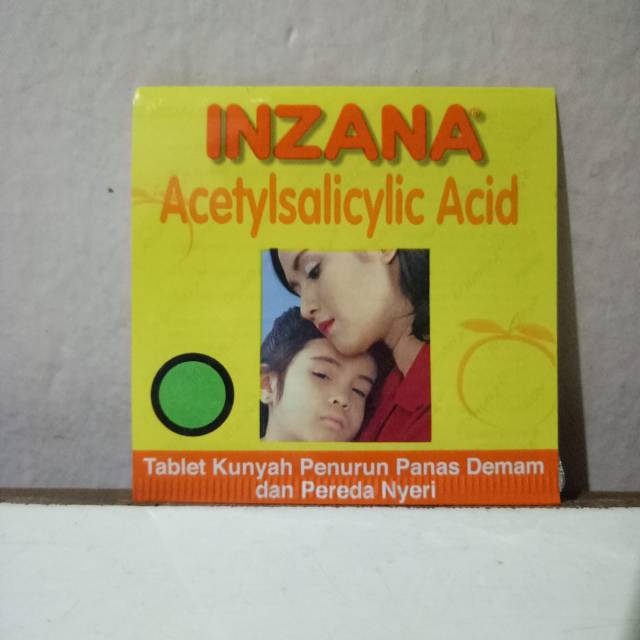 INZANA®
Acetylsalicylic Acid
Tablet Kunyah Penurun Panas Demam
dan Pereda Nyeri